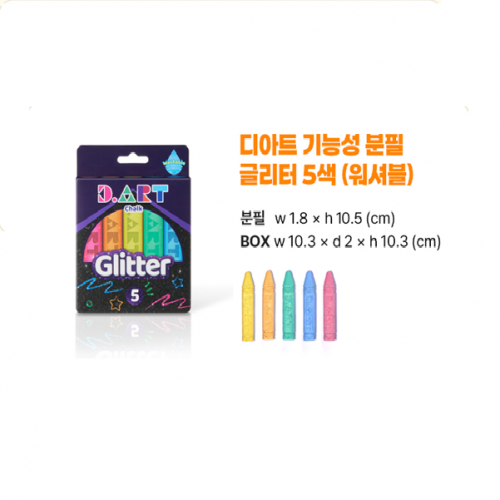 디아트 기능성 분필
글리터 5색 (워셔블)
분필 w 1.8 × h 10.5 (cm)
BOX w 10.3 × d 2 × h 10.3 (cm)
D.ART
Chalk
Glitter
5